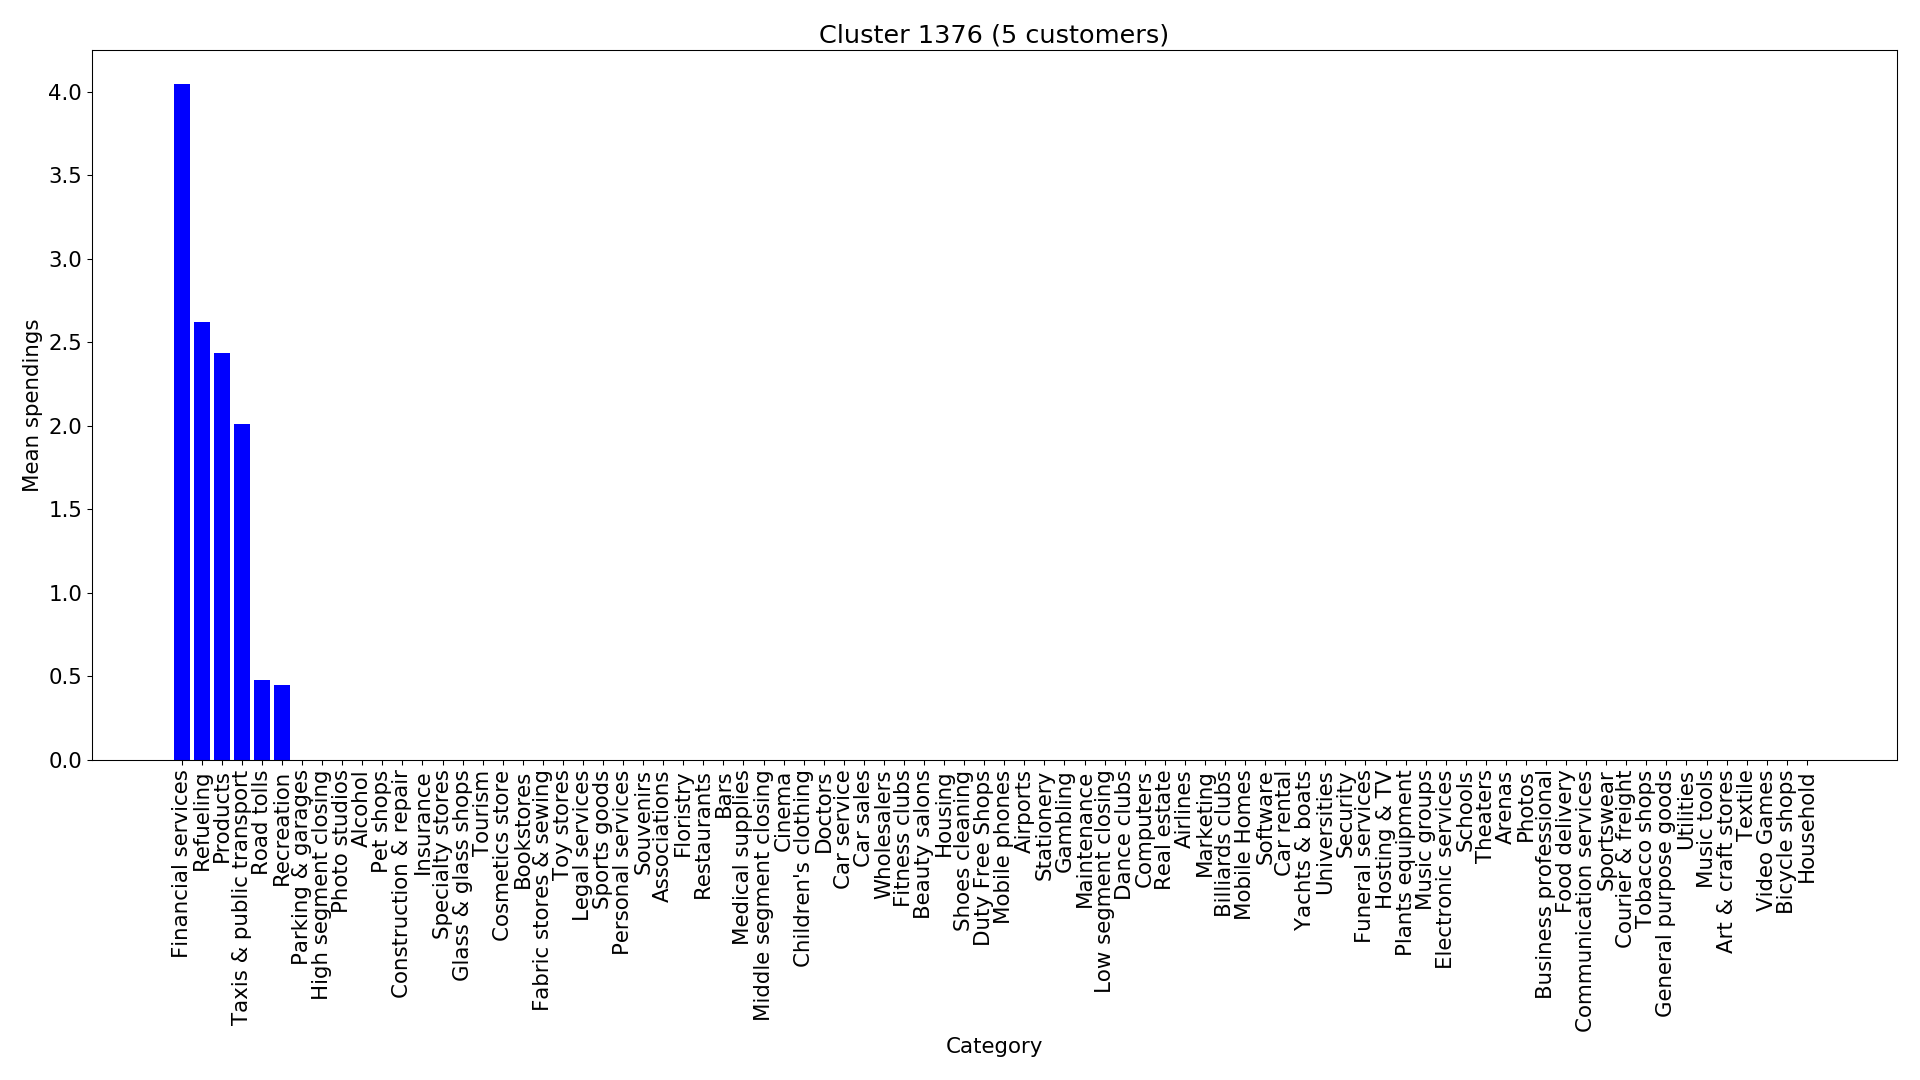 Cluster 1376 (5 customers)
Mean spendings
4.0
3.5
3.0
2.5
2.0
1.5
1.0
0.5
0.0
Financial services
Refueling
Products
Taxis & public transport
Road tolls
Recreation
Parking & garages
High segment closing
Photo studios
Alcohol
Pet shops
Construction & repair
Insurance
Specialty stores
Glass & glass shops
Tourism
Cosmetics store
Bookstores
Fabric stores & sewing
Toy stores
Legal services
Sports goods
Personal services
Souvenirs
Associations
Floristry
Restaurants
Bars
Medical supplies
Middle segment closing
Cinema
Children's clothing
Doctors
Car service
Car sales
Wholesalers
Fitness clubs
Beauty salons
Housing
Shoes cleaning
Duty Free Shops
Mobile phones
Airports
Stationery
Gambling
Maintenance
Low segment closing
Dance clubs
Computers
Real estate
Airlines
Marketing
Billiards clubs
Mobile Homes
Software
Car rental
Yachts & boats
Universities
Security
Funeral services
Hosting & TV
Plants equipment
Music groups
Electronic services
Schools
Theaters
Arenas
Photos
Business professional
Food delivery
Communication services
Sportswear
Courier & freight
Tobacco shops
General purpose goods
Utilities
Music tools
Art & craft stores
Textile
Video Games
Bicycle shops
Household
Category